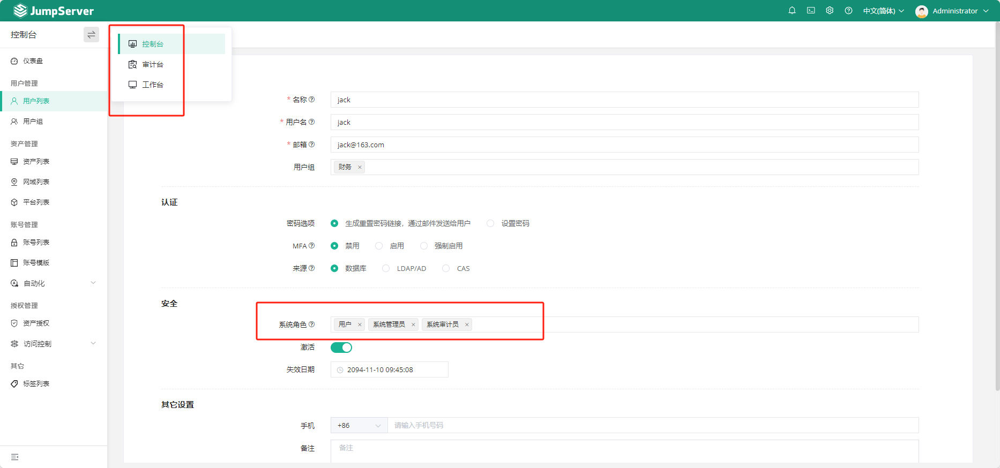 JumpServer
中文(简体)
Administrator
控制台
仪表盘
用户管理
用户列表
用户组
资产管理
资产列表
网域列表
平台列表
账号管理
账号列表
账号模版
自动化
授权管理
资产授权
访问控制
其它
标签列表
控制台
审计台
工作台
* 名称 jack
* 用户名 jack
* 邮箱 jack@163.com
用户组 财务 ×
认证
密码选项 生成重置密码链接，通过邮件发送给用户 设置密码
MFA 禁用 启用 强制启用
来源 数据库 LDAP/AD CAS
安全
系统角色 用户 × 系统管理员 × 系统审计员 ×
激活
失效日期 2094-11-10 09:45:08
其它设置
手机 +86 请输入手机号码
备注 备注